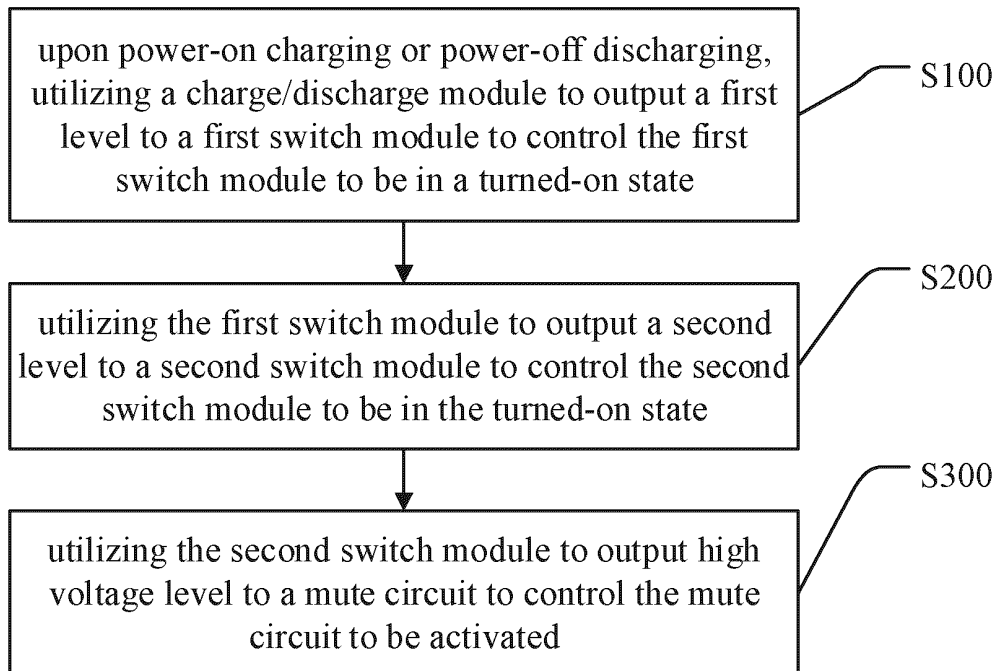 upon power-on charging or power-off discharging,
utilizing a charge/discharge module to output a first
level to a first switch module to control the first
switch module to be in a turned-on state
S100
utilizing the first switch module to output a second
level to a second switch module to control the second
switch module to be in the turned-on state
S200
utilizing the second switch module to output high
voltage level to a mute circuit to control the mute
circuit to be activated
S300